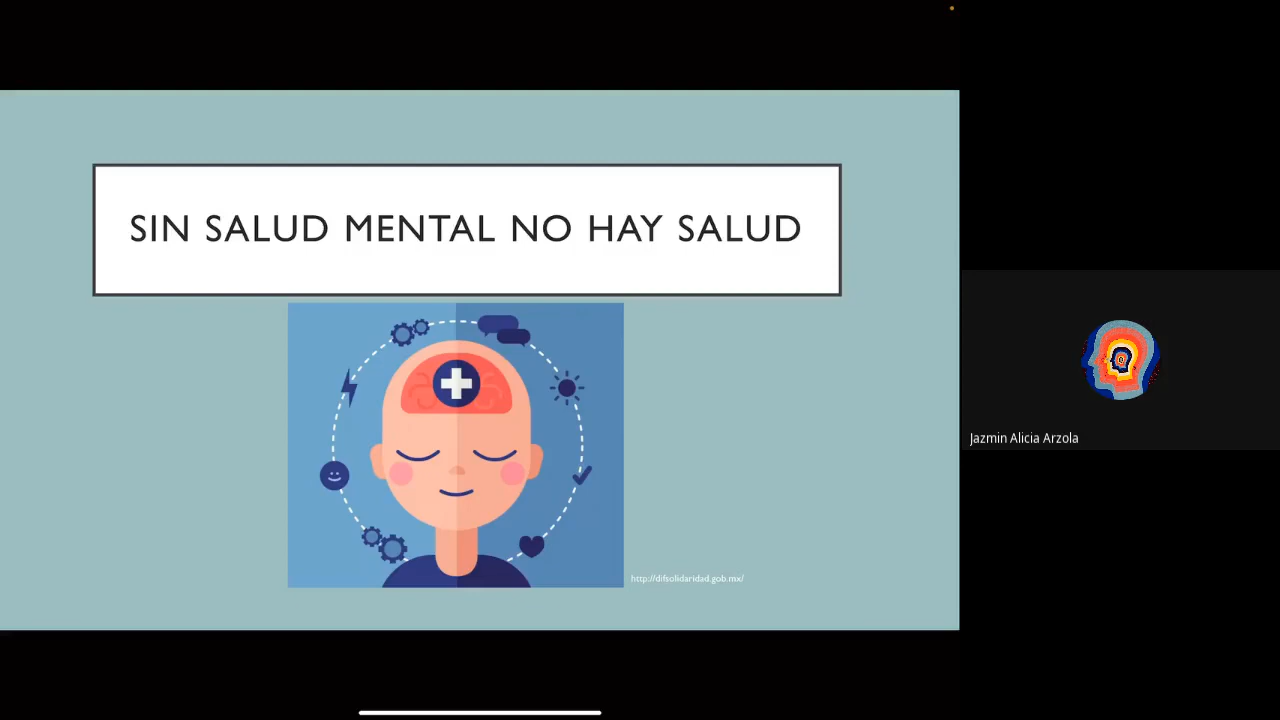 SIN SALUD MENTAL NO HAY SALUD
http://difsolidaridad.gob.mx/
Jazmin Alicia Arzola